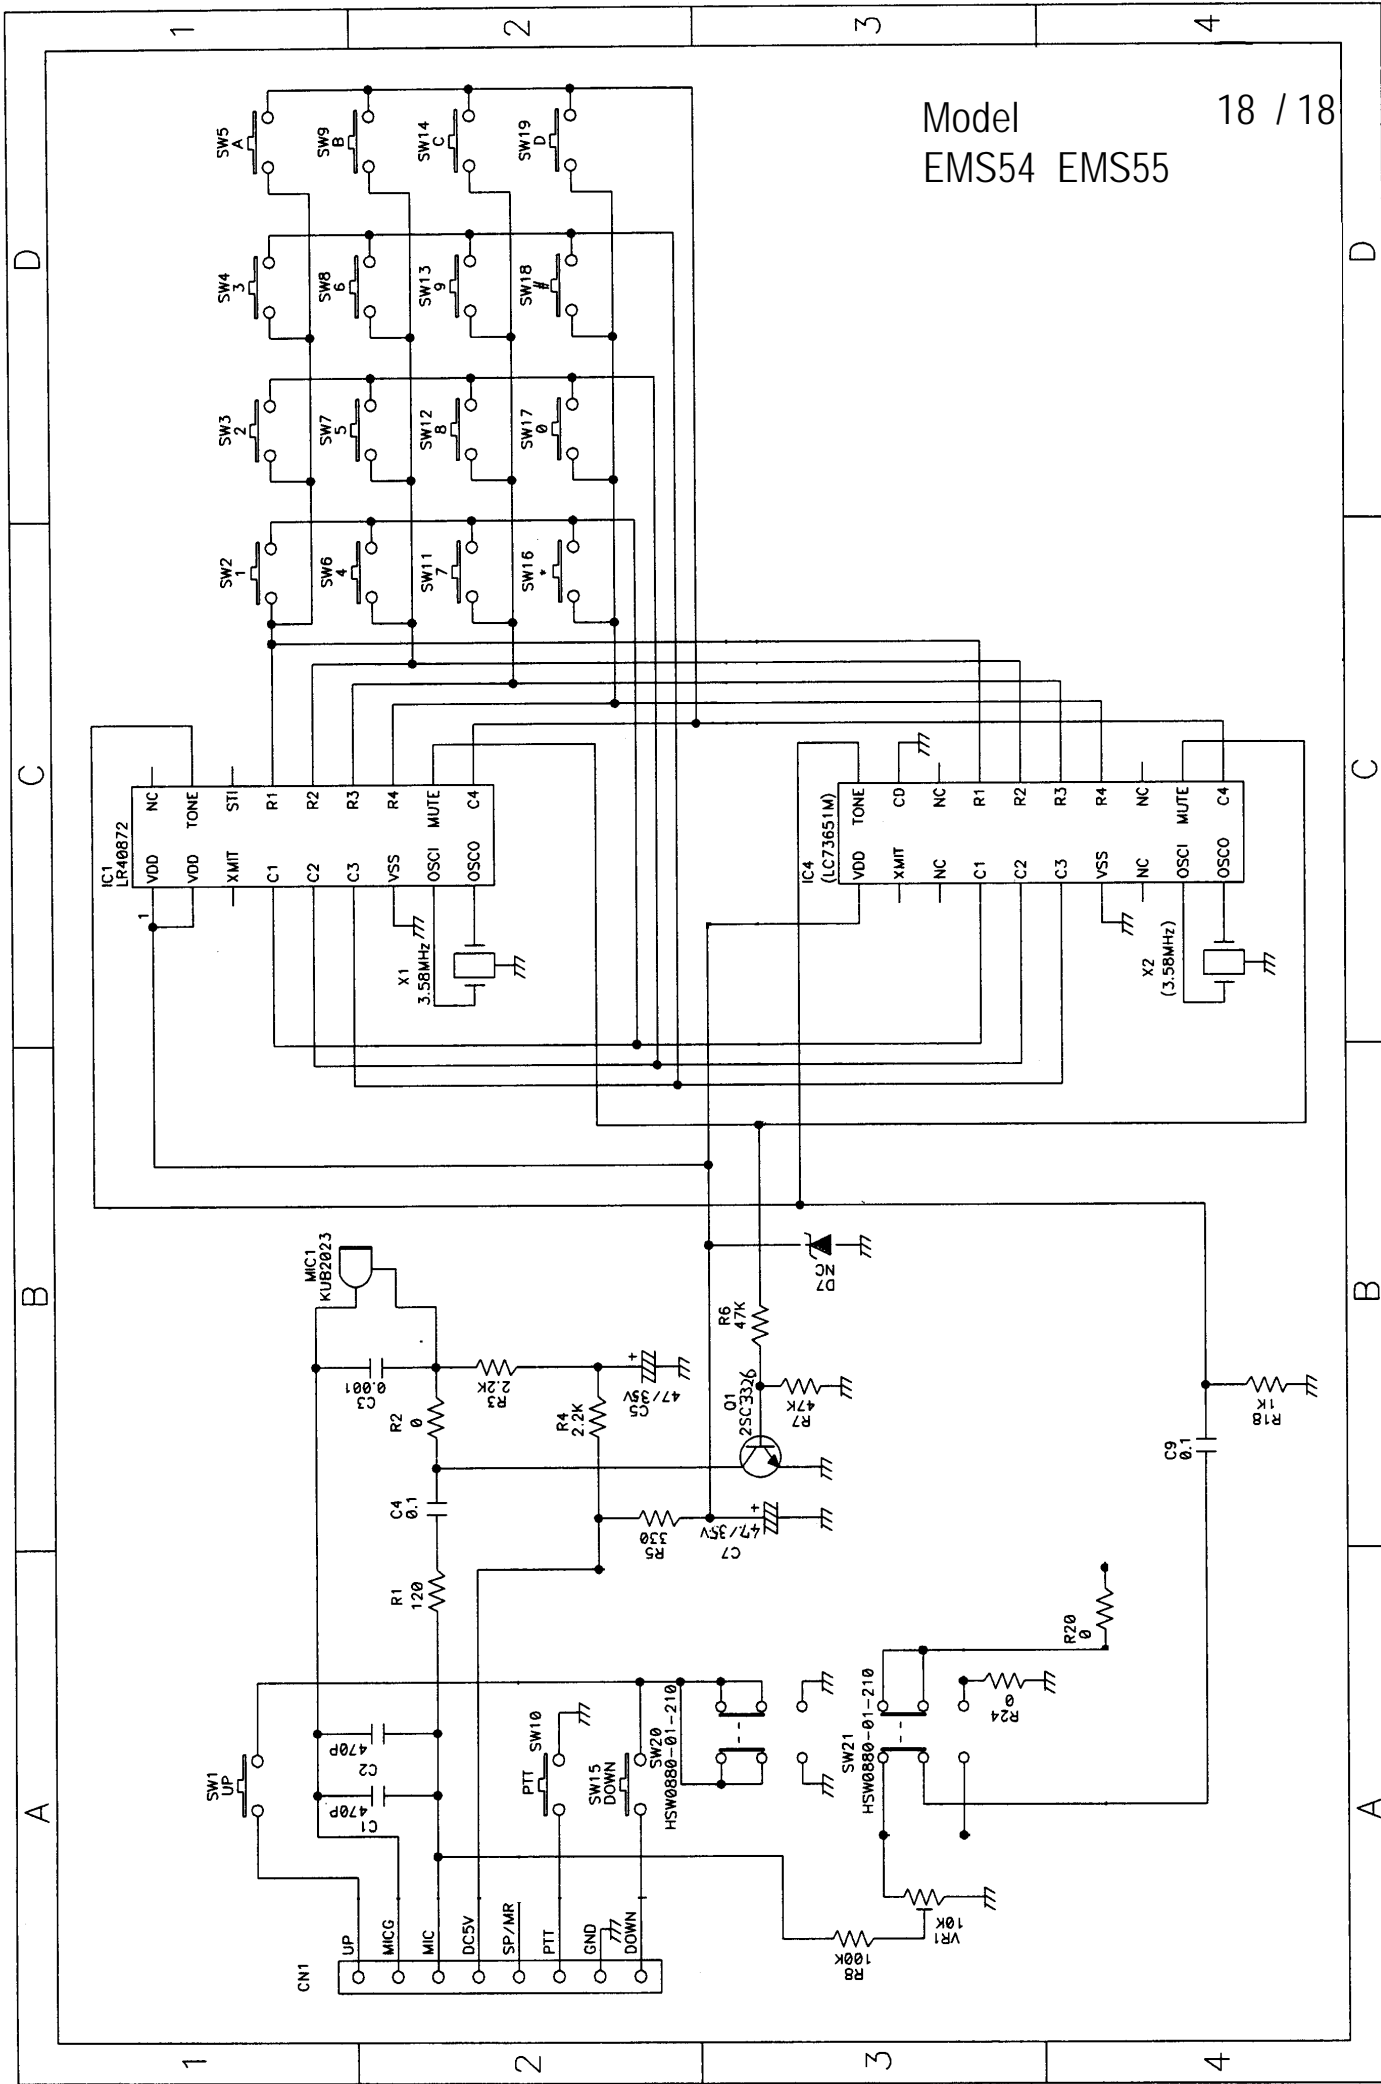 Model 18 / 18
EMS54 EMS55
1
2
3
4
D
C
B
A
D
C
B
A
1
2
3
4
SW5
A
SW9
B
SW14
C
SW19
D
SW4
3
SW8
6
SW13
9
SW18
#
SW3
2
SW7
5
SW12
8
SW17
0
SW2
1
SW6
4
SW11
7
SW16
*
IC1
LR40872
1
VDD
VDD
XMIT
C1
C2
C3
VSS
OSCI
OSCO
NC
TONE
STI
R1
R2
R3
R4
MUTE
C4
X1
3.58MHz
IC4
(LC73651M)
VDD
XMIT
NC
C1
C2
C3
VSS
NC
OSCI
OSCO
TONE
CD
NC
R1
R2
R3
R4
NC
MUTE
C4
X2
(3.58MHz)
MIC1
KUB2023
C3
0.001
R2
0
R3
2.2K
R4
2.2K
C5
47/35V
C4
0.1
R1
120
R5
330
C7
47/35V
Q1
2SC3326
R6
47K
R7
47K
D7
NC
C9
0.1
R18
1K
SW1
UP
C2
470P
C1
470P
PTT
SW10
SW15
DOWN
SW20
HSW0880-01-210
SW21
HSW0880-01-210
R20
0
R24
0
VR1
10K
R8
100K
CN1
UP
MICG
MIC
DC5V
SP/MR
PTT
GND
DOWN